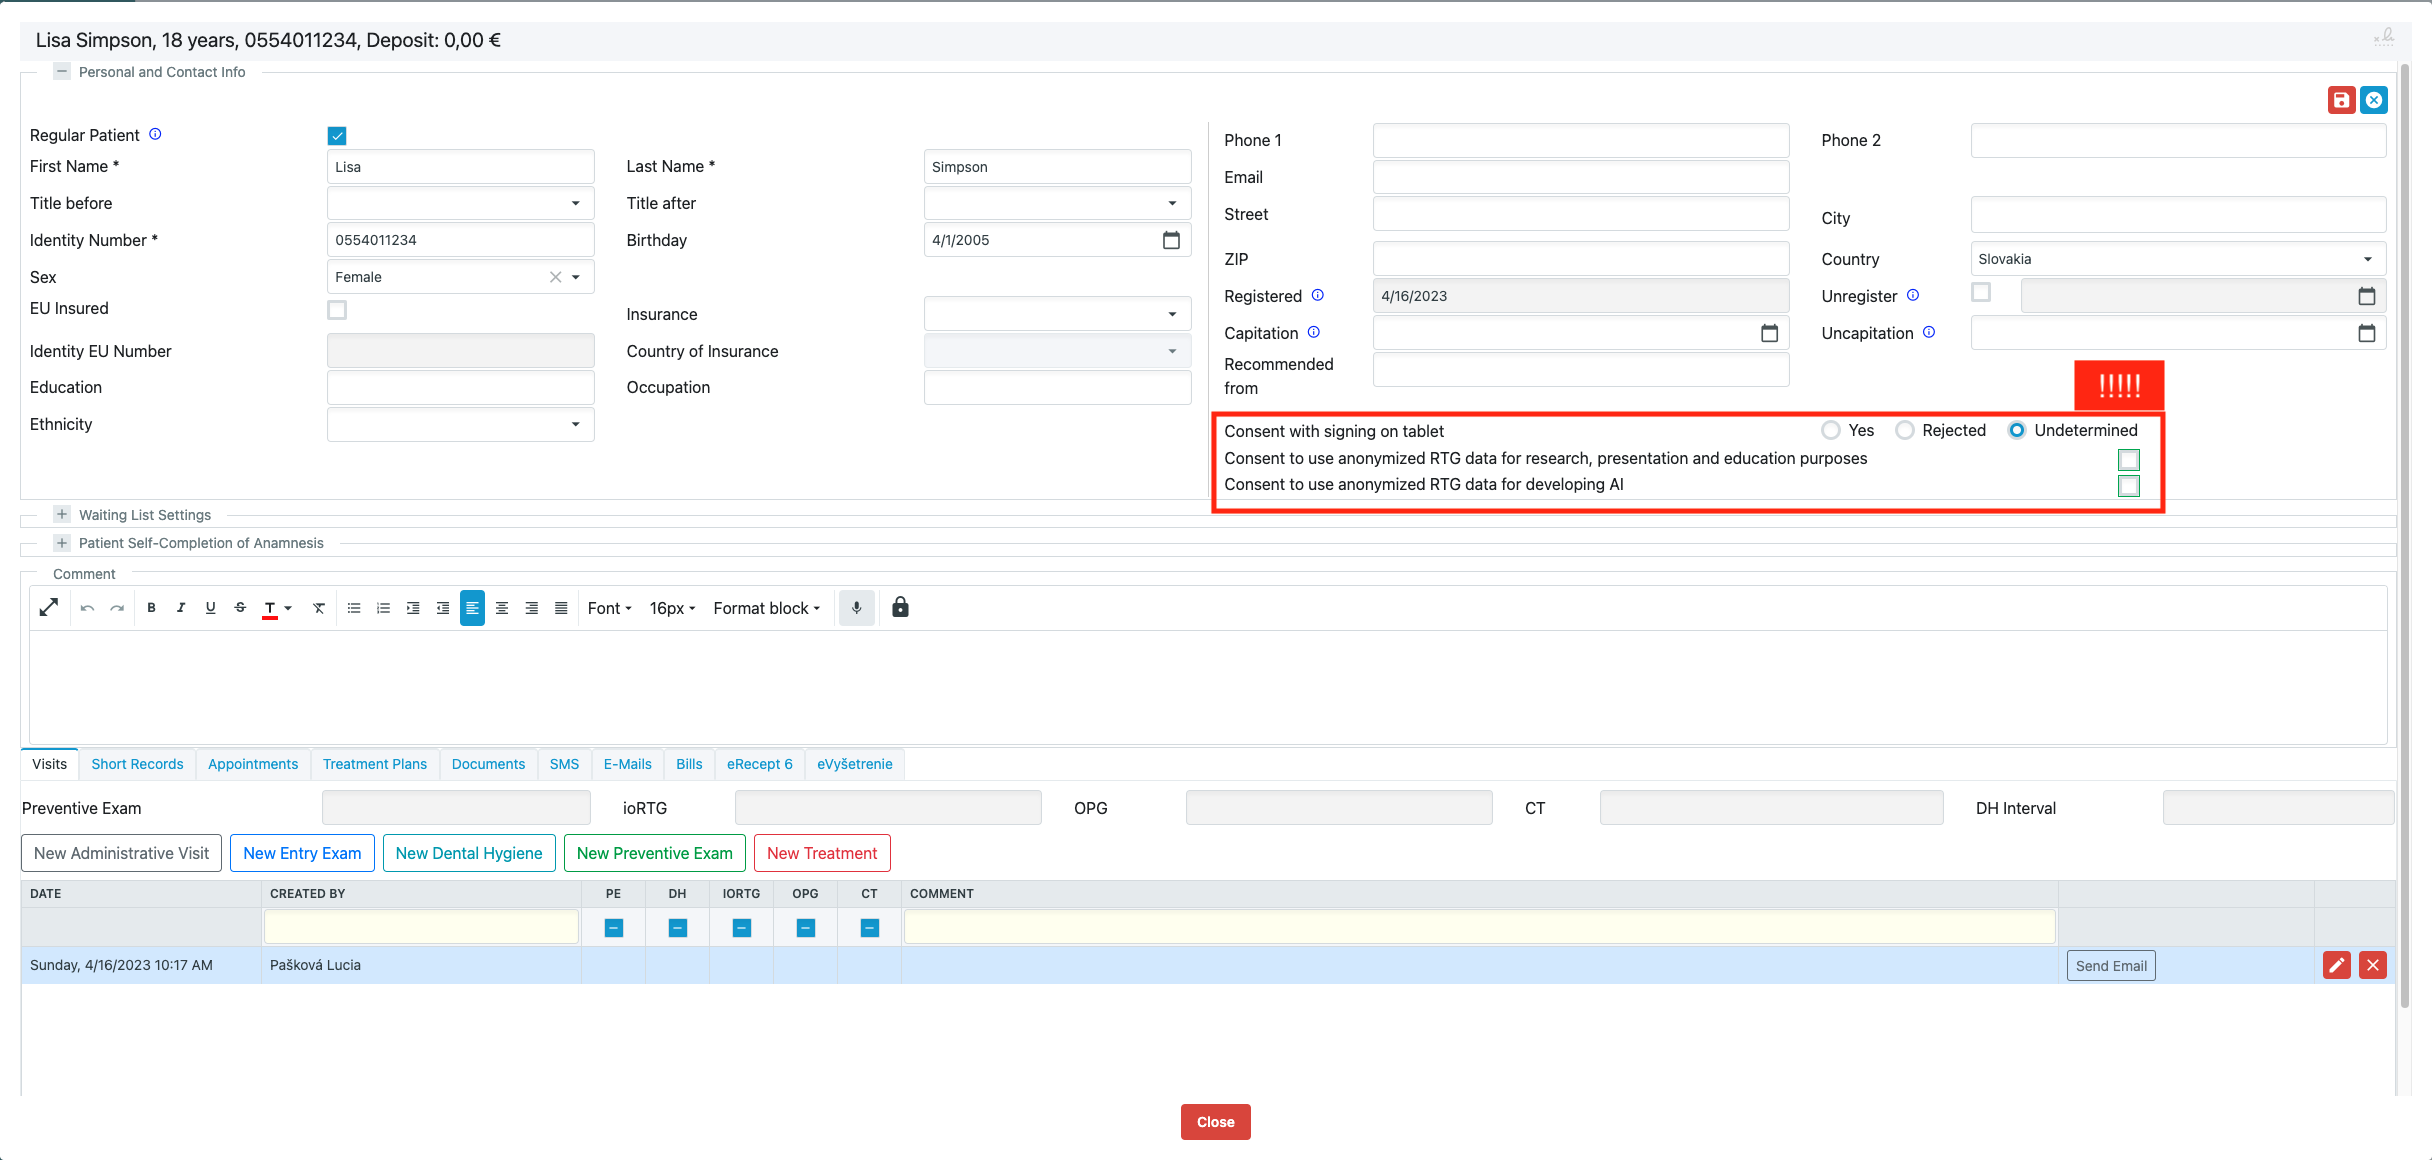 Lisa Simpson, 18 years, 0554011234, Deposit: 0,00 €
Personal and Contact Info
Regular Patient
First Name * Lisa Last Name * Simpson
Title before Title after
Identity Number * 0554011234 Birthday 4/1/2005
Sex Female
EU Insured Insurance
Identity EU Number Country of Insurance
Education Occupation
Ethnicity
Phone 1 Phone 2
Email
Street City
ZIP Country Slovakia
Registered 4/16/2023 Unregister
Capitation Uncapitation
Recommended
from
!!!!!
Consent with signing on tablet Yes Rejected Undetermined
Consent to use anonymized RTG data for research, presentation and education purposes
Consent to use anonymized RTG data for developing AI
Waiting List Settings
Patient Self-Completion of Anamnesis
Comment
B I U S T Font 16px Format block
Visits Short Records Appointments Treatment Plans Documents SMS E-Mails Bills eRecept 6 eVyšetrenie
Preventive Exam ioRTG OPG CT DH Interval
New Administrative Visit New Entry Exam New Dental Hygiene New Preventive Exam New Treatment
DATE CREATED BY PE DH IORTG OPG CT COMMENT
Sunday, 4/16/2023 10:17 AM Pašková Lucia Send Email
Close